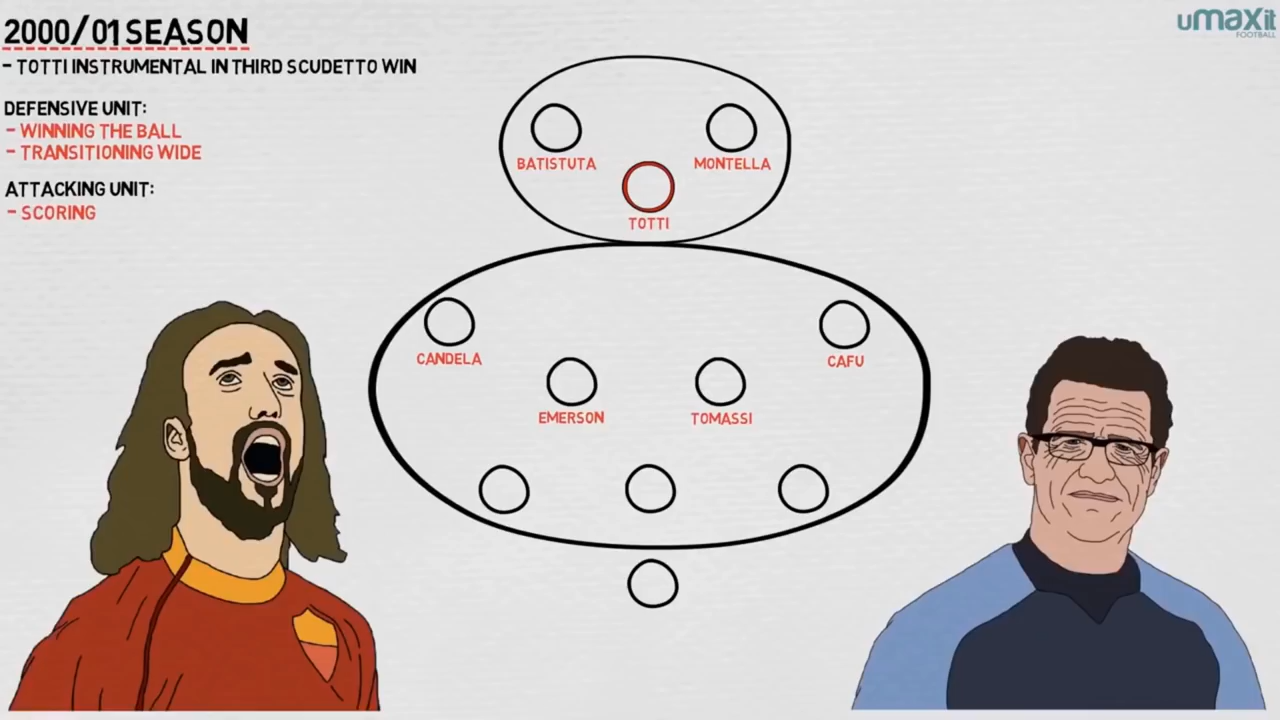 2000/01 SEASON
- TOTTI INSTRUMENTAL IN THIRD SCUDETTO WIN
DEFENSIVE UNIT:
- WINNING THE BALL
- TRANSITIONING WIDE
ATTACKING UNIT:
- SCORING
umaxit
FOOTBALL
BATISTUTA
MONTELLA
TOTTI
CANDELA
CAFU
EMERSON
TOMASSI